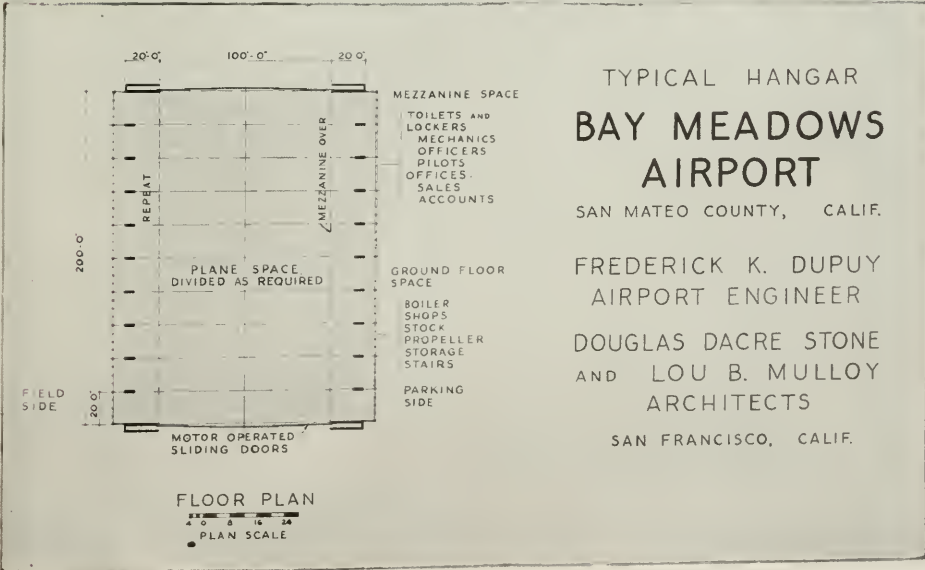 20'-0"
100'-0"
20'0"
200'-0"
REPEAT
MEZZANINE OVER
PLANE SPACE
DIVIDED AS REQUIRED
FIELD
SIDE
20'0"
MOTOR OPERATED
SLIDING DOORS
FLOOR PLAN
4 0 8 16 24
PLAN SCALE
MEZZANINE SPACE
TOILETS AND
LOCKERS
MECHANICS
OFFICERS
PILOTS
OFFICES.
SALES
ACCOUNTS
GROUND FLOOR
SPACE
BOILER
SHOPS
STOCK
PROPELLER
STORAGE
STAIRS
PARKING
SIDE
TYPICAL HANGAR
BAY MEADOWS
AIRPORT
SAN MATEO COUNTY, CALIF.
FREDERICK K. DUPUY
AIRPORT ENGINEER
DOUGLAS DACRE STONE
AND LOU B. MULLOY
ARCHITECTS
SAN FRANCISCO, CALIF.